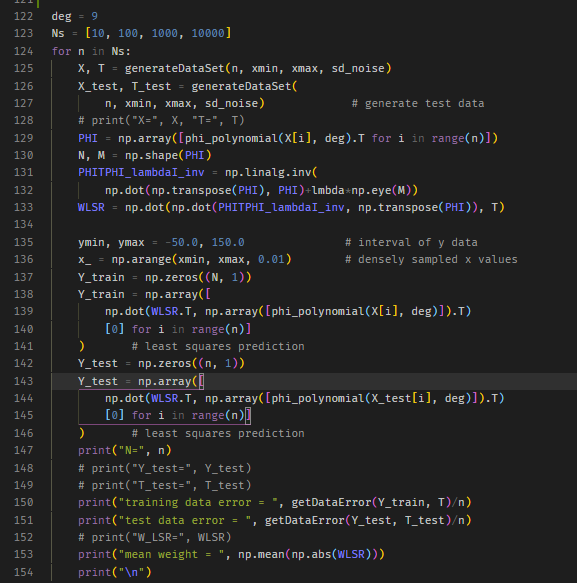 121
122 deg = 9
123 Ns = [10, 100, 1000, 10000]
124 for n in Ns:
125     X, T = generateDataSet(n, xmin, xmax, sd_noise)
126     X_test, T_test = generateDataSet(
127         n, xmin, xmax, sd_noise)             # generate test data
128     # print("X=", X, "T=", T)
129     PHI = np.array([phi_polynomial(X[i], deg).T for i in range(n)])
130     N, M = np.shape(PHI)
131     PHITPHI_lambdaI_inv = np.linalg.inv(
132         np.dot(np.transpose(PHI), PHI)+lmbda*np.eye(M))
133     WLSR = np.dot(np.dot(PHITPHI_lambdaI_inv, np.transpose(PHI)), T)
134
135     ymin, ymax = -50.0, 150.0               # interval of y data
136     x_ = np.arange(xmin, xmax, 0.01)        # densely sampled x values
137     Y_train = np.zeros((N, 1))
138     Y_train = np.array([
139         np.dot(WLSR.T, np.array([phi_polynomial(X[i], deg)]).T)
140         [0] for i in range(n)]
141     )       # least squares prediction
142     Y_test = np.zeros((n, 1))
143     Y_test = np.array([
144         np.dot(WLSR.T, np.array([phi_polynomial(X_test[i], deg)]).T)
145         [0] for i in range(n)]
146     )       # least squares prediction
147     print("N=", n)
148     # print("Y_test=", Y_test)
149     # print("T_test=", T_test)
150     print("training data error = ", getDataError(Y_train, T)/n)
151     print("test data error = ", getDataError(Y_test, T_test)/n)
152     # print("W_LSR=", WLSR)
153     print("mean weight = ", np.mean(np.abs(WLSR)))
154     print("\n")